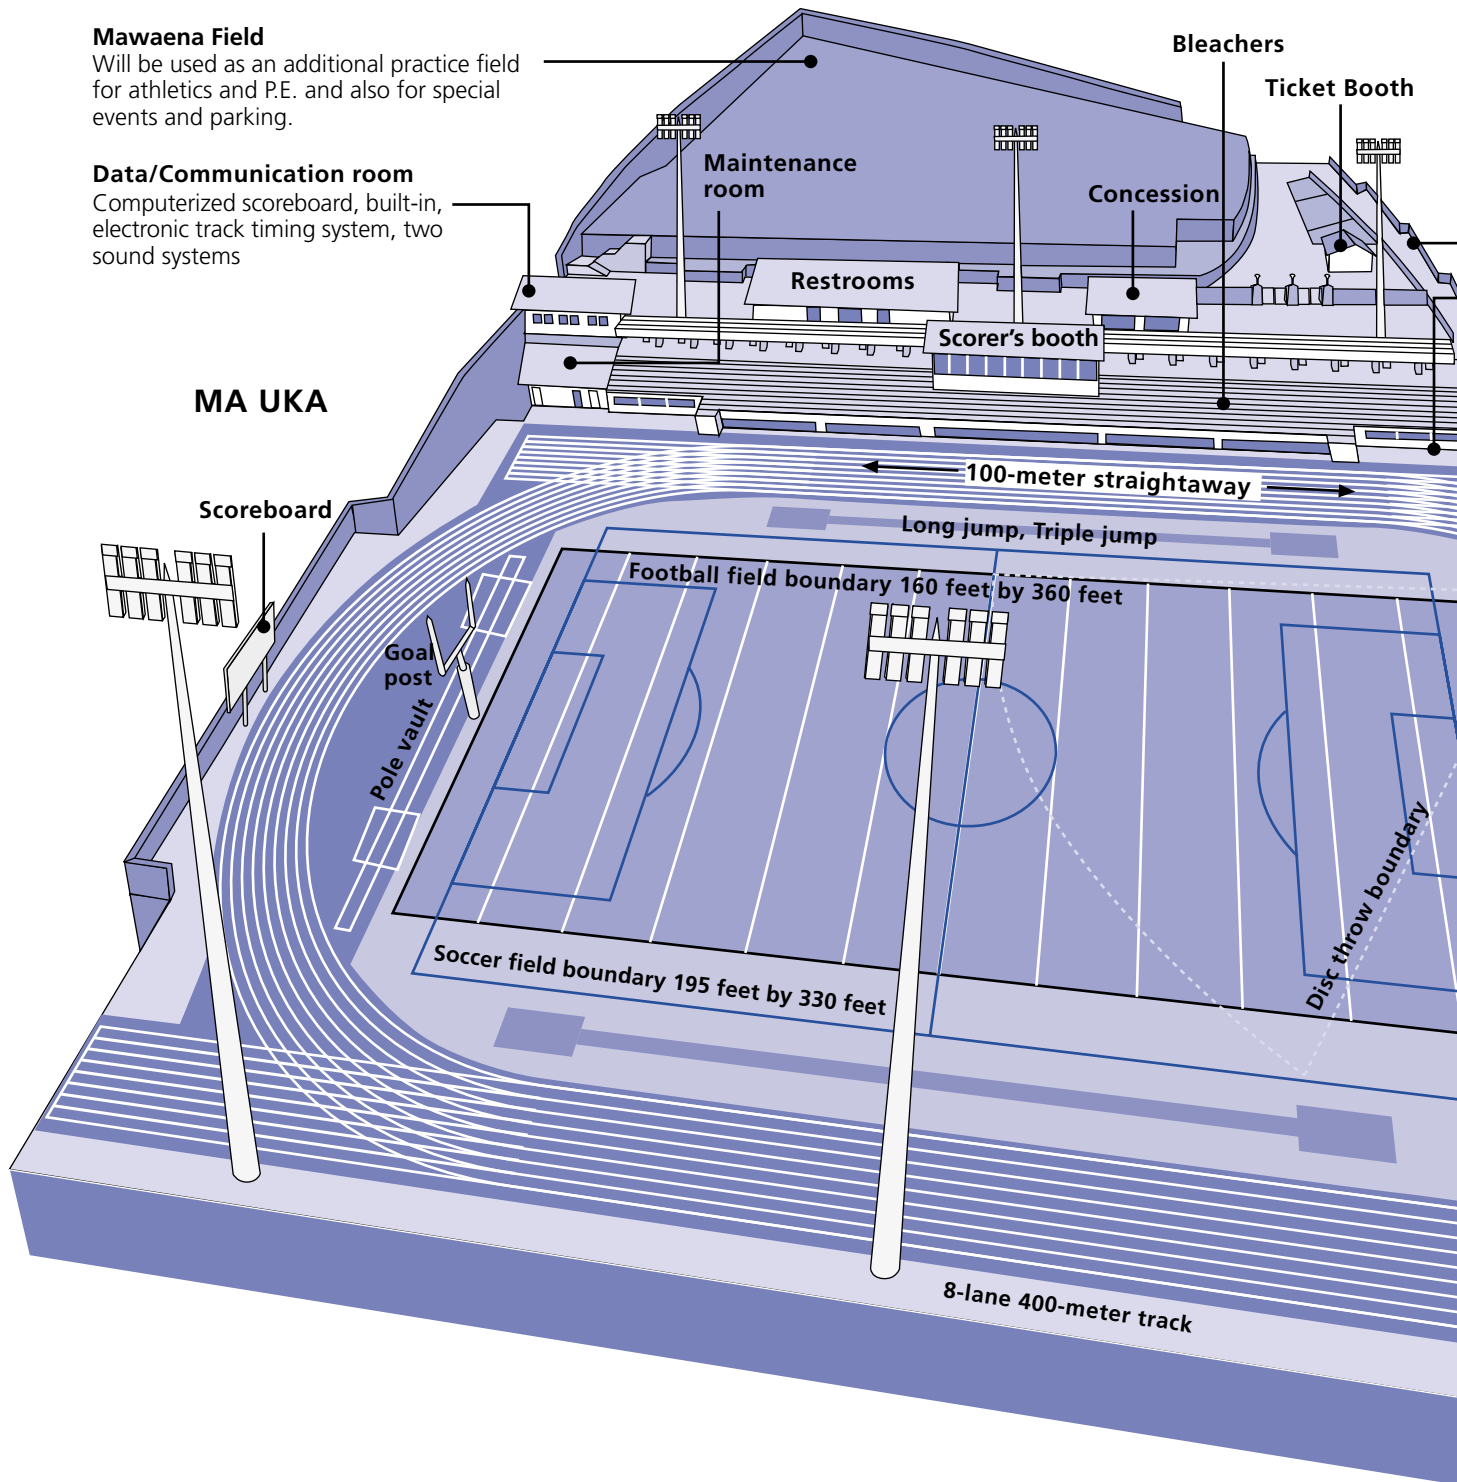 Mawaena Field
Will be used as an additional practice field
for athletics and P.E. and also for special
events and parking.
Data/Communication room
Computerized scoreboard, built-in,
electronic track timing system, two
sound systems
Bleachers
Ticket Booth
Maintenance
room
Concession
Restrooms
Scorer's booth
MA UKA
100-meter straightaway
Scoreboard
Long jump, Triple jump
Football field boundary 160 feet by 360 feet
Goal
post
Pole vault
Disc throw boundary
Soccer field boundary 195 feet by 330 feet
8-lane 400-meter track